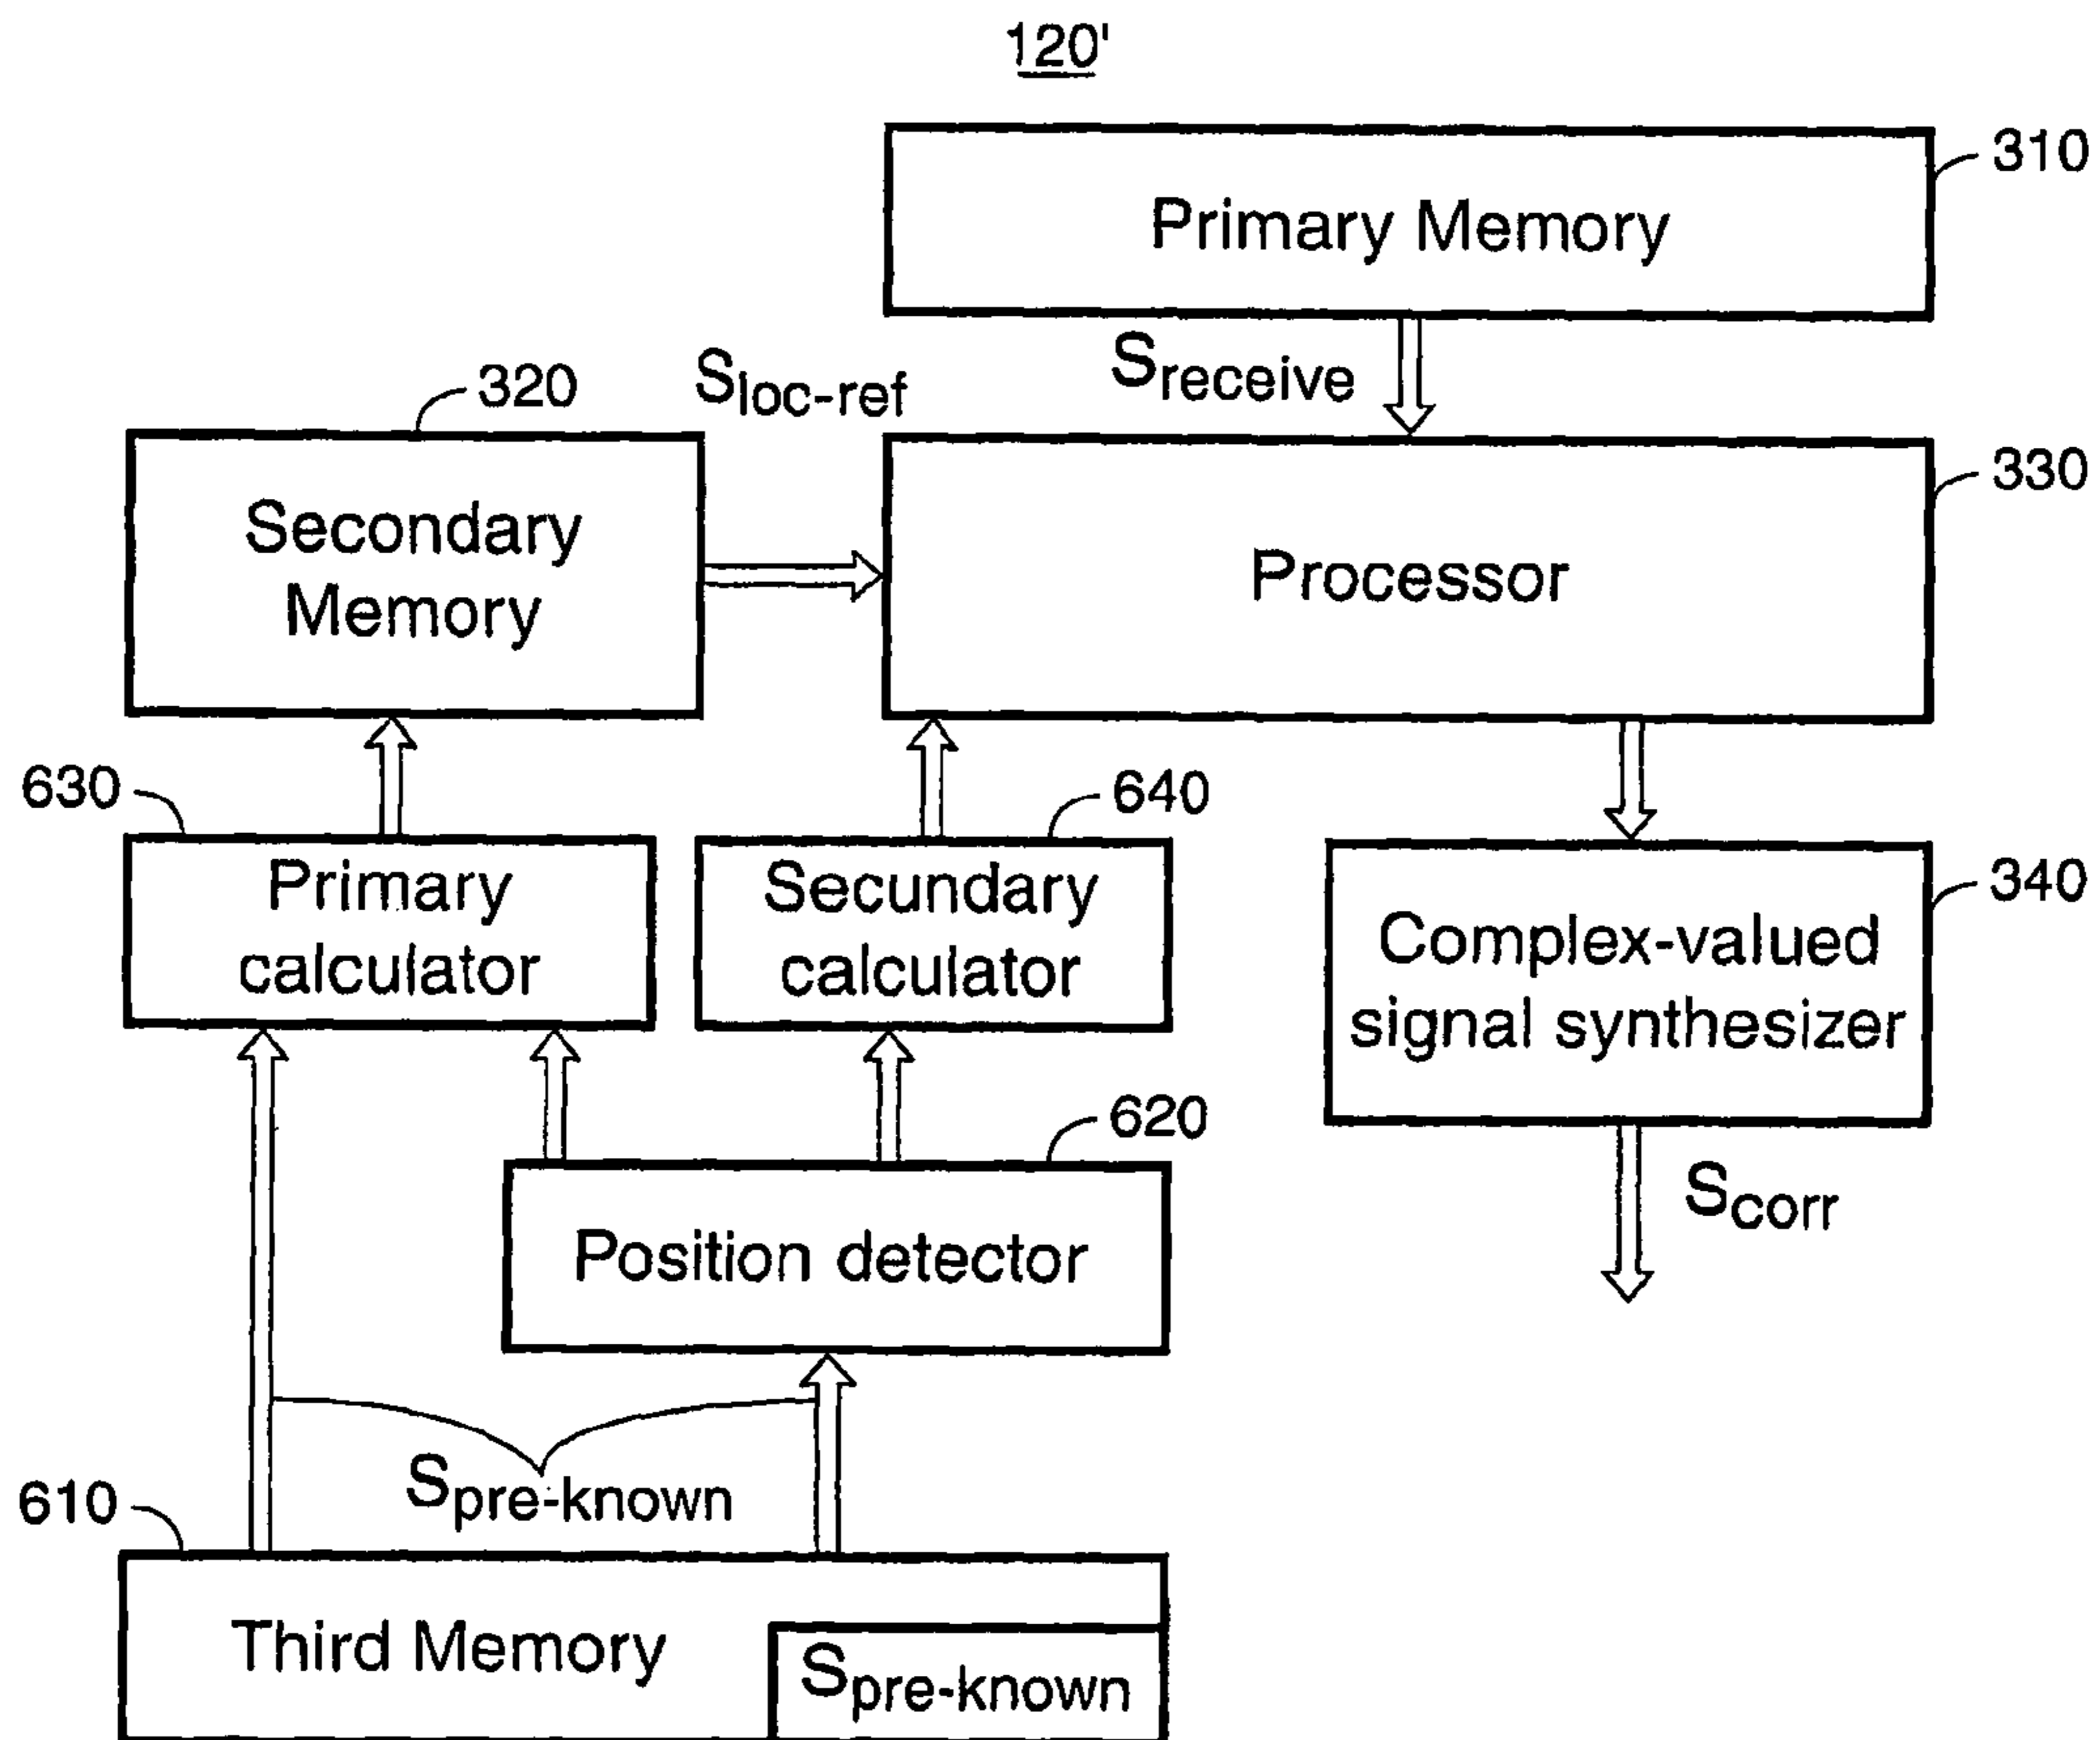 120'
310
Primary Memory
Sreceive
320
Sloc-ref
330
Secondary
Memory
Processor
630
640
Primary
calculator
Secundary
calculator
340
Complex-valued
signal synthesizer
620
Scorr
Position detector
Spre-known
610
Third Memory
Spre-known